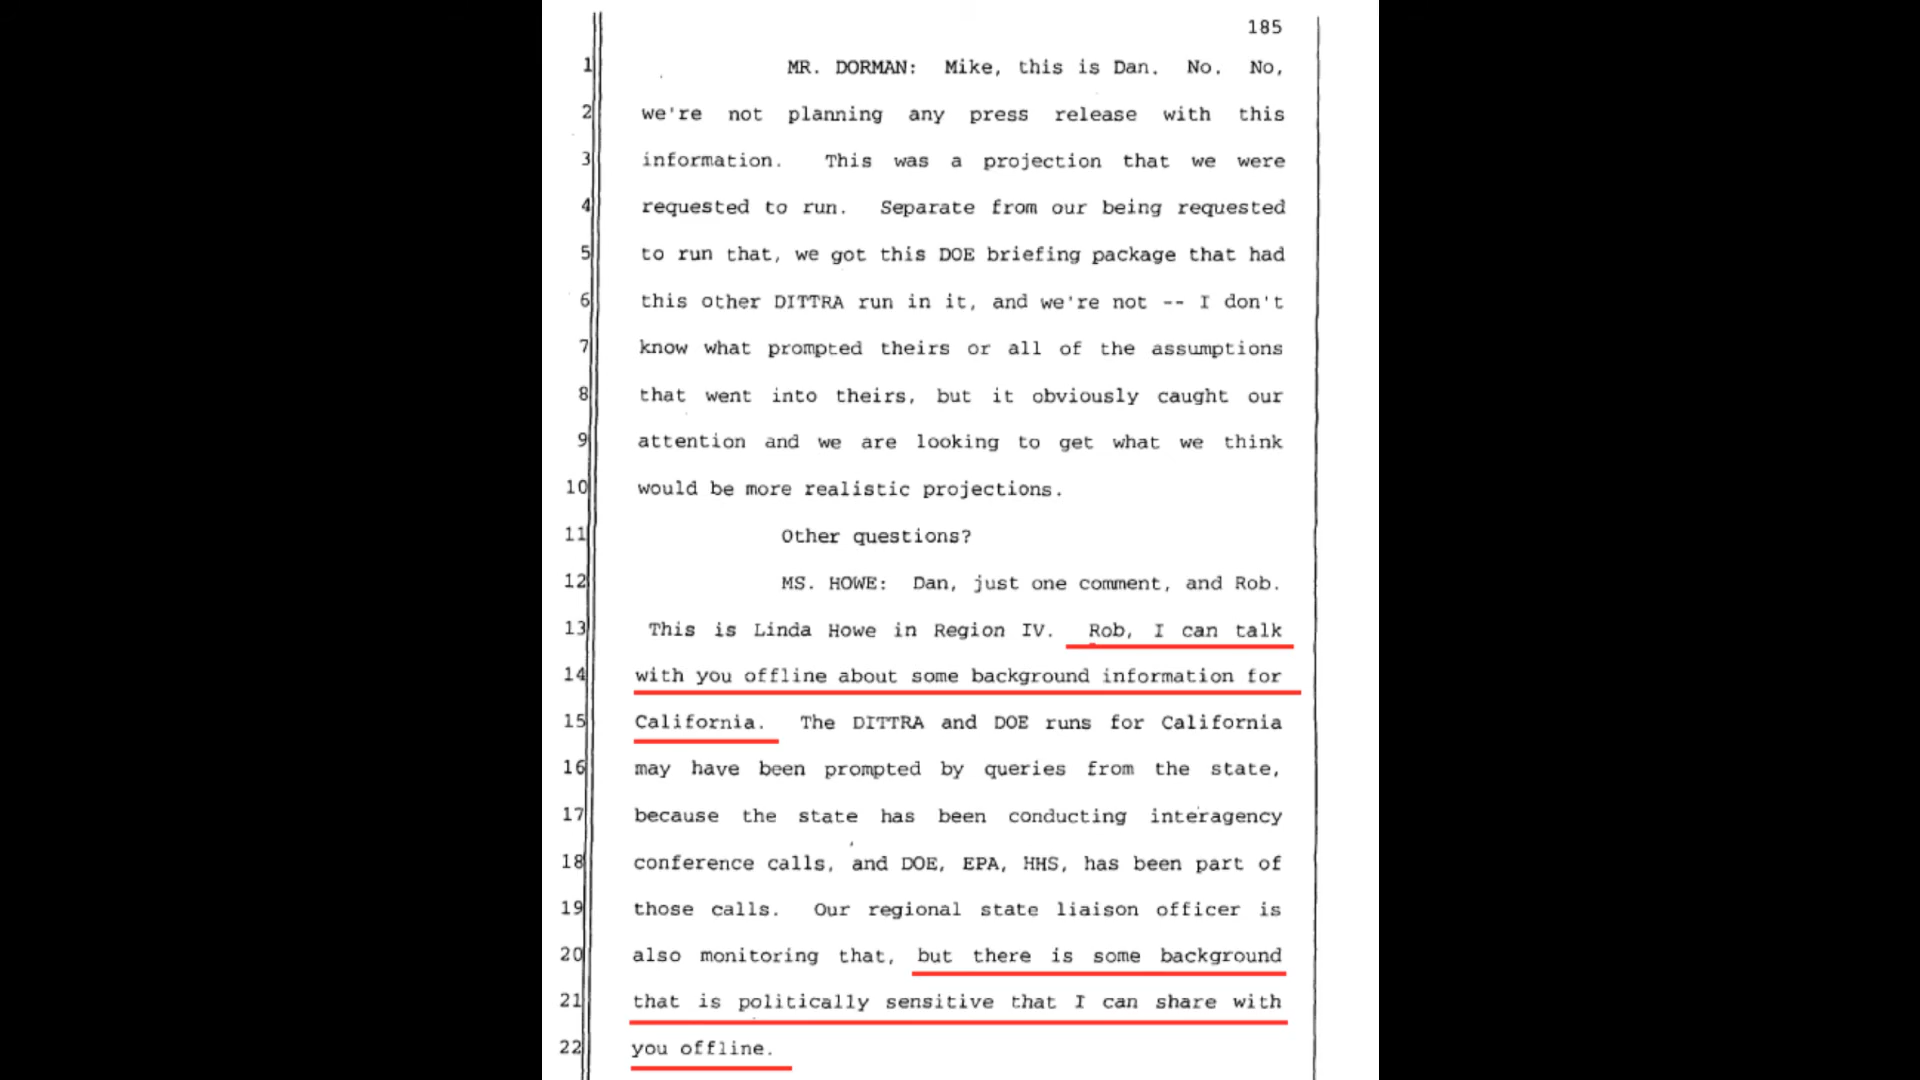 185
1 MR. DORMAN: Mike, this is Dan. No. No,
2 we're not planning any press release with this
3 information. This was a projection that we were
4 requested to run. Separate from our being requested
5 to run that, we got this DOE briefing package that had
6 this other DITTRA run in it, and we're not -- I don't
7 know what prompted theirs or all of the assumptions
8 that went into theirs, but it obviously caught our
9 attention and we are looking to get what we think
10 would be more realistic projections.
11 Other questions?
12 MS. HOWE: Dan, just one comment, and Rob.
13 This is Linda Howe in Region IV. Rob, I can talk
14 with you offline about some background information for
15 California. The DITTRA and DOE runs for California
16 may have been prompted by queries from the state,
17 because the state has been conducting interagency
18 conference calls, and DOE, EPA, HHS, has been part of
19 those calls. Our regional state liaison officer is
20 also monitoring that, but there is some background
21 that is politically sensitive that I can share with
22 you offline.